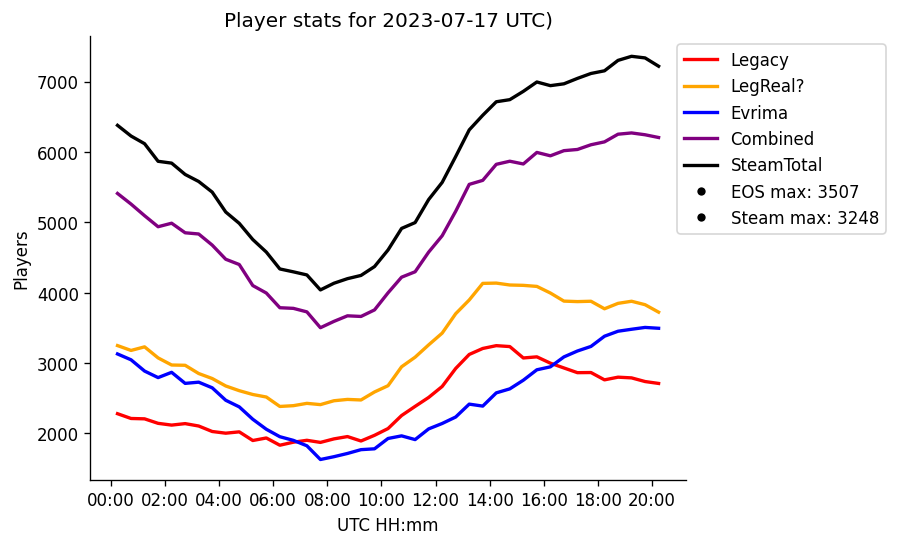 Player stats for 2023-07-17 UTC)
Legacy
LegReal?
Evrima
Combined
SteamTotal
EOS max: 3507
Steam max: 3248
Players
7000
6000
5000
4000
3000
2000
00:00 02:00 04:00 06:00 08:00 10:00 12:00 14:00 16:00 18:00 20:00
UTC HH:mm